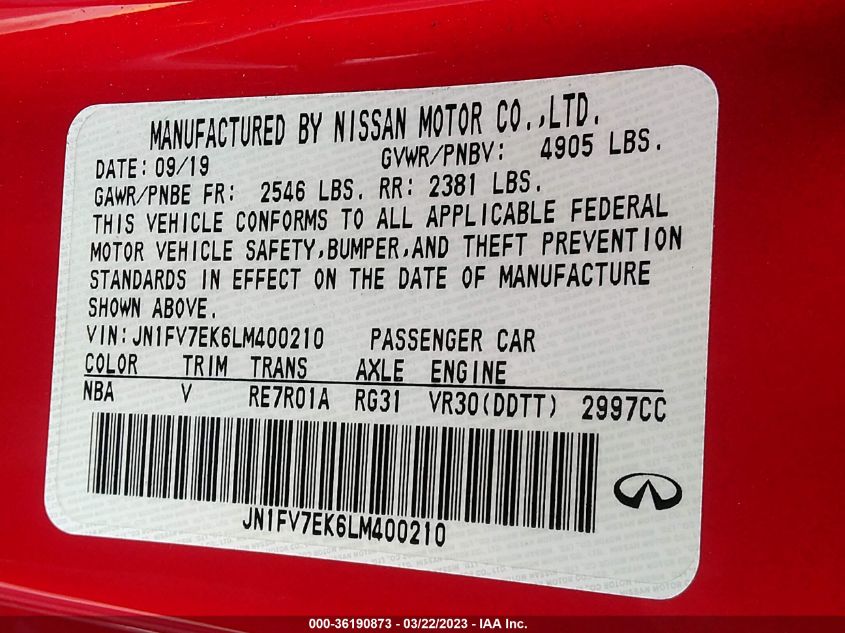 MANUFACTURED BY NISSAN MOTOR CO.,LTD.
DATE: 09/19 GVWR/PNBV: 4905 LBS.
GAWR/PNBE FR: 2546 LBS. RR: 2381 LBS.
THIS VEHICLE CONFORMS TO ALL APPLICABLE FEDERAL
MOTOR VEHICLE SAFETY,BUMPER,AND THEFT PREVENTION
STANDARDS IN EFFECT ON THE DATE OF MANUFACTURE
SHOWN ABOVE.
VIN:JN1FV7EK6LM400210 PASSENGER CAR
COLOR TRIM TRANS AXLE ENGINE
NBA V RE7R01A RG31 VR30(DDTT) 2997CC
JN1FV7EK6LM400210
000-36190873 - 03/22/2023 - IAA Inc.